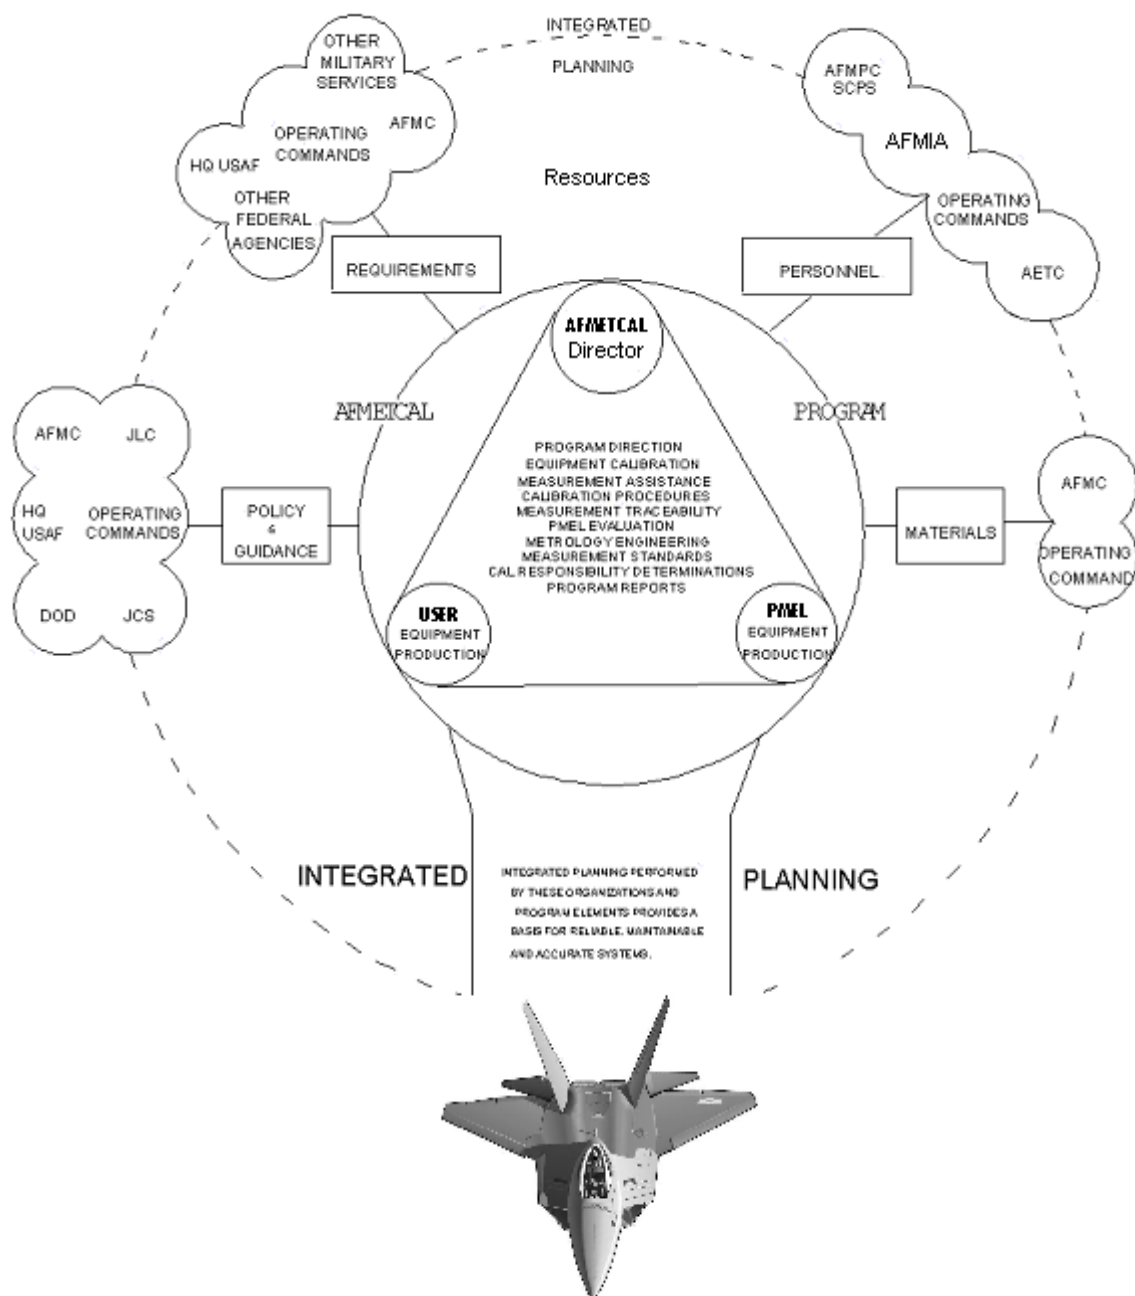 INTEGRATED
PLANNING
OTHER
MILITARY
SERVICES
AFMC
OPERATING
COMMANDS
HQ USAF
OTHER
FEDERAL
AGENCIES
AFMPC
SCPS
AFMIA
OPERATING
COMMANDS
AETC
Resources
REQUIREMENTS
PERSONNEL
AFMETCAL
Director
AFMETCAL
PROGRAM
AFMC
JLC
HQ
USAF
OPERATING
COMMANDS
DOD
JCS
POLICY
&
GUIDANCE
PROGRAM DIRECTION
EQUIPMENT CALIBRATION
MEASUREMENT ASSISTANCE
CALIBRATION PROCEDURES
MEASUREMENT TRACEABILITY
PMEL EVALUATION
METROLOGY ENGINEERING
MEASUREMENT STANDARDS
CAL RESPONSIBILITY DETERMINATIONS
PROGRAM REPORTS
MATERIALS
AFMC
OPERATING
COMMAND
USER
EQUIPMENT
PRODUCTION
PMEL
EQUIPMENT
PRODUCTION
INTEGRATED
PLANNING
INTEGRATED PLANNING PERFORMED
BY THESE ORGANIZATIONS AND
PROGRAM ELEMENTS PROVIDES A
BASIS FOR RELIABLE, MAINTAINABLE
AND ACCURATE SYSTEMS.